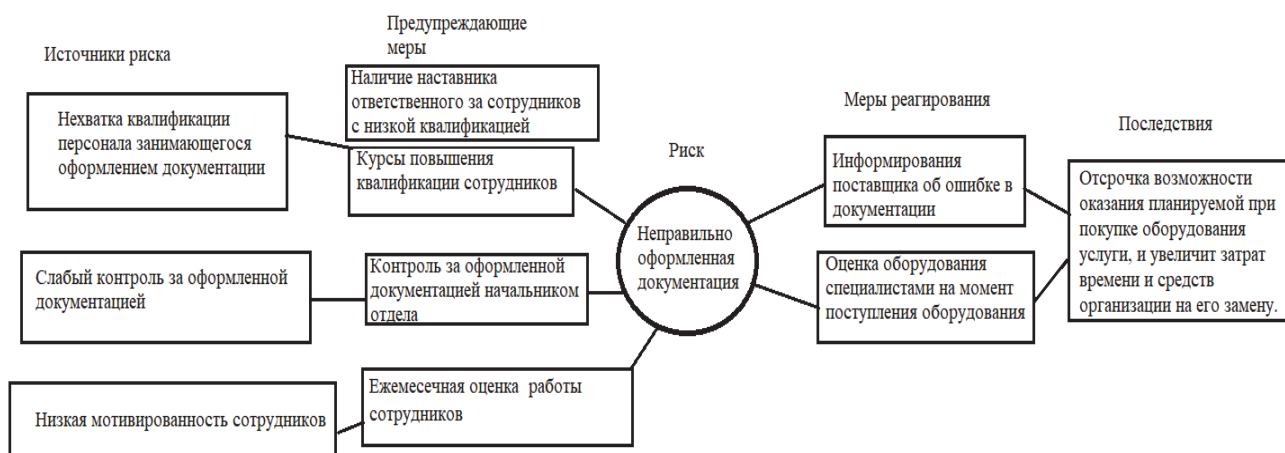 Источники риска
Нехватка квалификации
персонала занимающегося
оформлением документации
Слабый контроль за оформленной
документацией
Низкая мотивированность сотрудников
Предупреждающие
меры
Наличие наставника
ответственного за сотрудников
с низкой квалификацией
Курсы повышения
квалификации сотрудников
Контроль за оформленной
документацией начальником
отдела
Ежемесечная оценка работы
сотрудников
Риск
Неправильно
оформленная
документация
Меры реагирования
Информирования
поставщика об ошибке в
документации
Оценка оборудования
специалистами на момент
поступления оборудования
Последствия
Отсрочка возможности
оказания планируемой при
покупке оборудования
услуги, и увеличит затрат
времени и средств
организации на его замену.